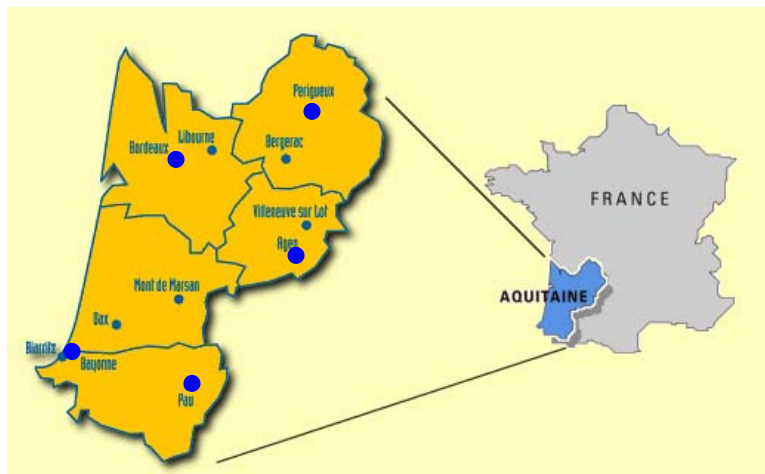 Perigueux
Bordeaux
Libourne
Bergerac
Villeneuve sur Lot
Agen
Mont de Marsan
Dax
Biarritz
Bayonne
Pau
FRANCE
AQUITAINE